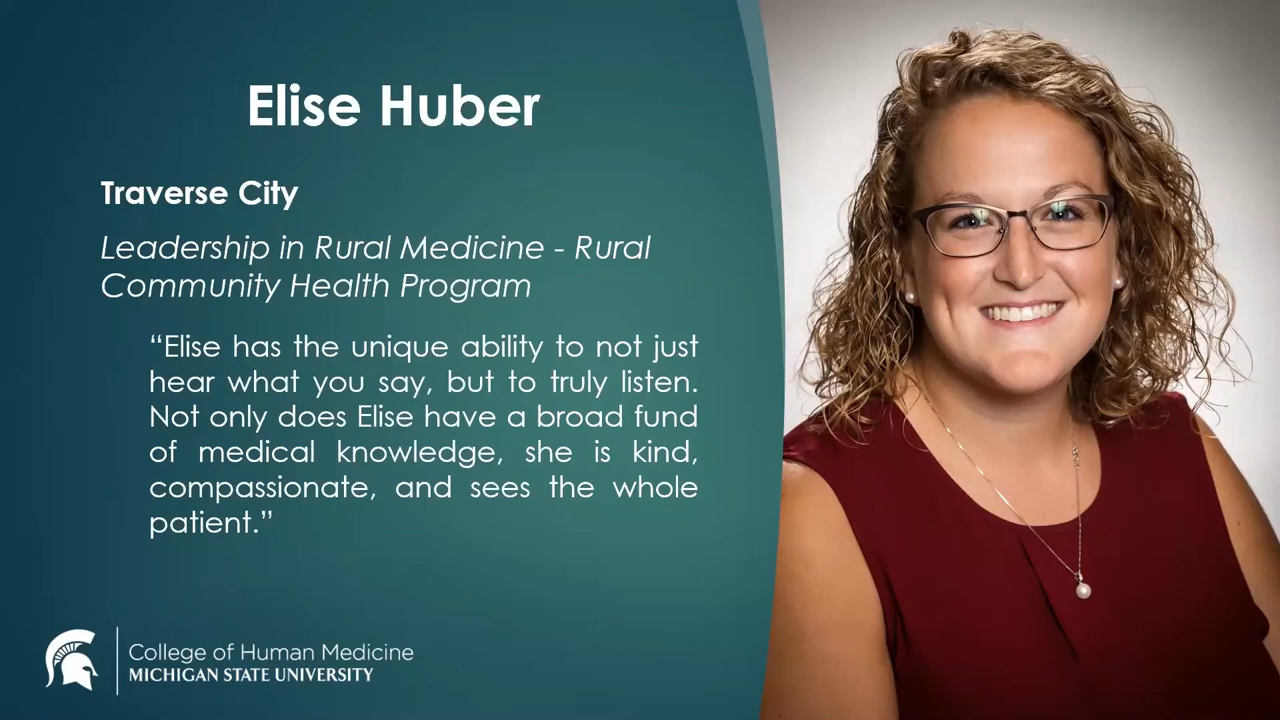 Elise Huber
Traverse City
Leadership in Rural Medicine - Rural
Community Health Program
“Elise has the unique ability to not just
hear what you say, but to truly listen.
Not only does Elise have a broad fund
of medical knowledge, she is kind,
compassionate, and sees the whole
patient.”
College of Human Medicine
MICHIGAN STATE UNIVERSITY